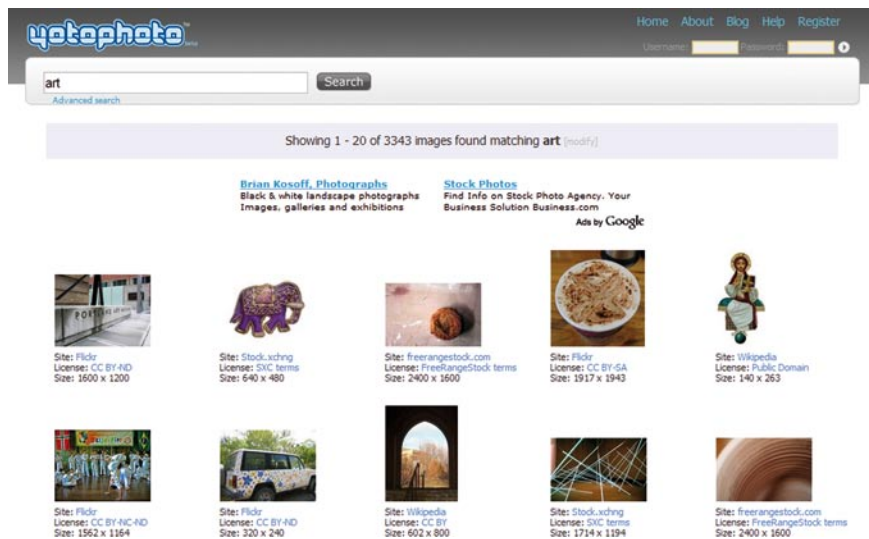 yotophoto™
beta
Home About Blog Help Register
Username: Password:
art
Search
Advanced search
Showing 1 - 20 of 3343 images found matching art [modify]
Brian Kosoff, Photographs
Black & white landscape photographs
Images, galleries and exhibitions
Stock Photos
Find Info on Stock Photo Agency. Your
Business Solution Business.com
Ads by Google
PORTLAND ART
Site: Flickr
License: CC BY-ND
Size: 1600 x 1200
Site: Stock.xchng
License: SXC terms
Size: 640 x 480
Site: freerangestock.com
License: FreeRangeStock terms
Size: 2400 x 1600
Site: Flickr
License: CC BY-SA
Size: 1917 x 1943
Site: Wikipedia
License: Public Domain
Size: 140 x 263
Site: Flickr
License: CC BY-NC-ND
Size: 1562 x 1164
Site: Flickr
License: CC BY-ND
Size: 320 x 240
Site: Wikipedia
License: CC BY
Size: 602 x 800
Site: Stock.xchng
License: SXC terms
Size: 1714 x 1194
Site: freerangestock.com
License: FreeRangeStock terms
Size: 2400 x 1600